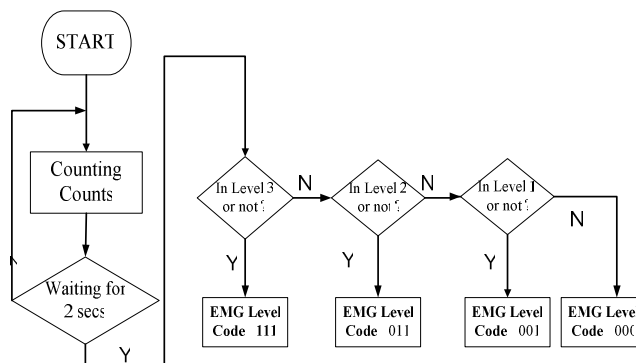 START
Counting
Counts
Waiting for
2 secs
Y
In Level 3
or not?
N
In Level 2
or not?
N
In Level 1
or not?
N
Y
Y
Y
EMG Level
Code 111
EMG Level
Code 011
EMG Level
Code 001
EMG Level
Code 000